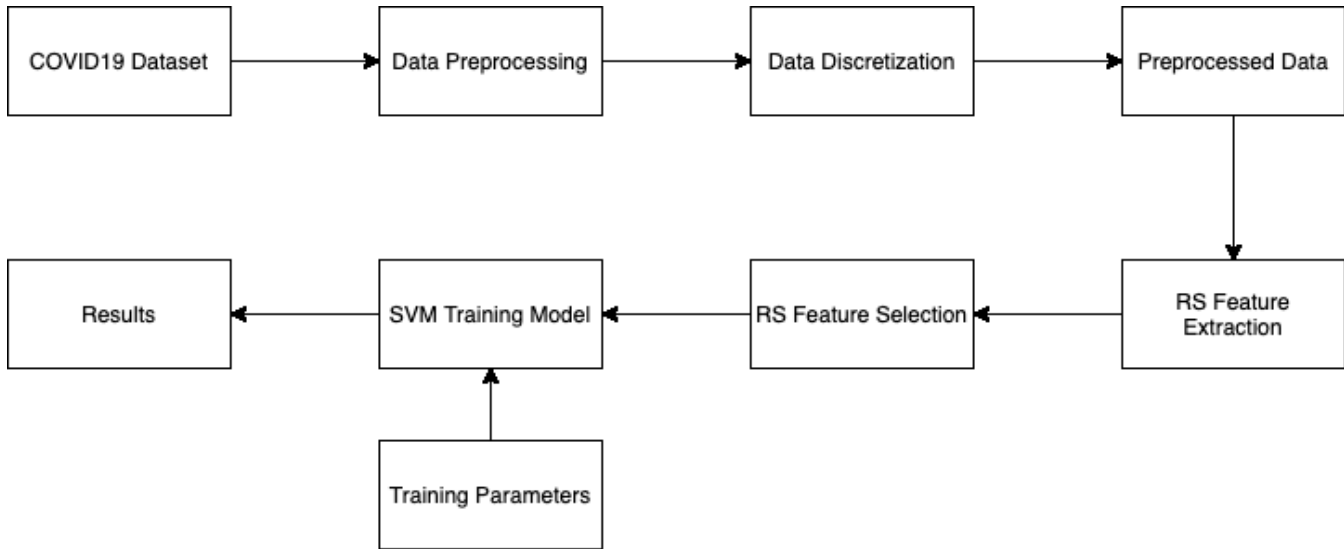 COVID19 Dataset
Data Preprocessing
Data Discretization
Preprocessed Data
Results
SVM Training Model
RS Feature Selection
RS Feature
Extraction
Training Parameters